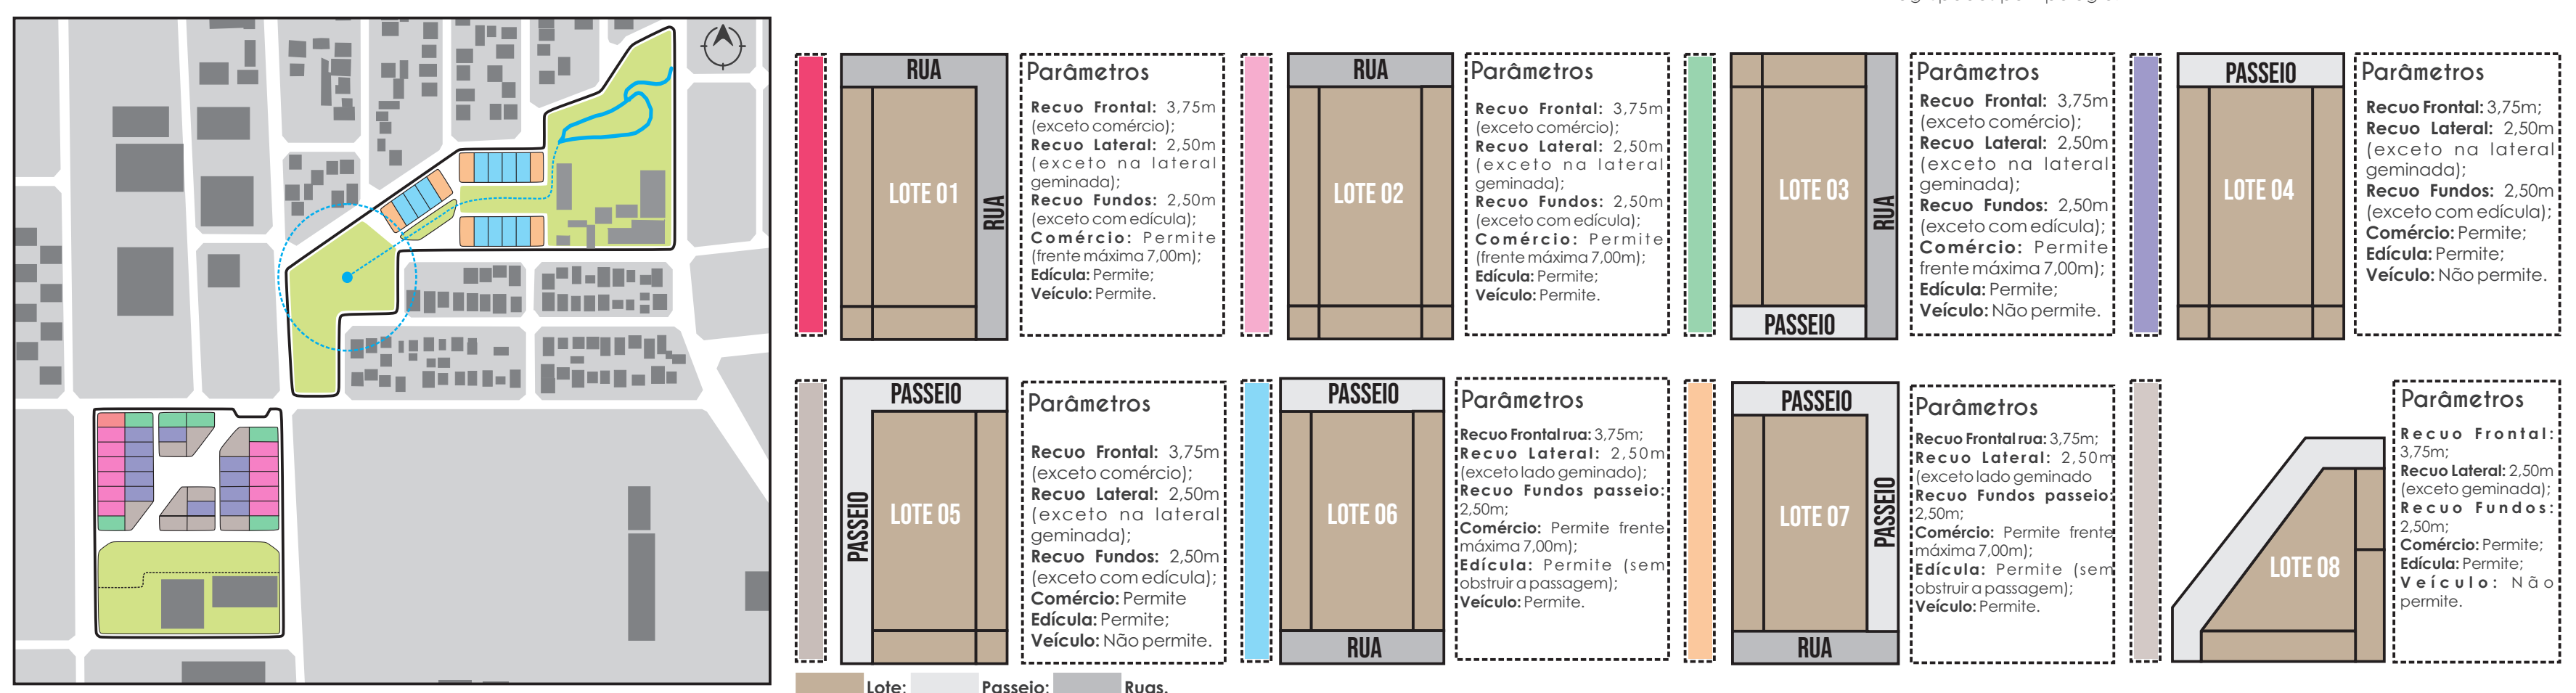 RUA
LOTE 01
RUA
Parâmetros
Recuo Frontal: 3,75m
(exceto comércio);
Recuo Lateral: 2,50m
(exceto na lateral
geminada);
Recuo Fundos: 2,50m
(exceto com edícula);
Comércio: Permite
(frente máxima 7,00m);
Edícula: Permite;
Veículo: Permite.
RUA
LOTE 02
Parâmetros
Recuo Frontal: 3,75m
(exceto comércio);
Recuo Lateral: 2,50m
(exceto na lateral
geminada);
Recuo Fundos: 2,50m
(exceto com edícula);
Comércio: Permite
(frente máxima 7,00m);
Edícula: Permite;
Veículo: Permite.
LOTE 03
RUA
PASSEIO
Parâmetros
Recuo Frontal: 3,75m
(exceto comércio);
Recuo Lateral: 2,50m
(exceto na lateral
geminada);
Recuo Fundos: 2,50m
(exceto com edícula);
Comércio: Permite
frente máxima 7,00m);
Edícula: Permite;
Veículo: Não permite.
PASSEIO
LOTE 04
Parâmetros
Recuo Frontal: 3,75m;
Recuo Lateral: 2,50m
(exceto na lateral
geminada);
Recuo Fundos: 2,50m
(exceto com edícula);
Comércio: Permite;
Edícula: Permite;
Veículo: Não permite.
PASSEIO
PASSEIO
LOTE 05
Parâmetros
Recuo Frontal: 3,75m
(exceto comércio);
Recuo Lateral: 2,50m
(exceto na lateral
geminada);
Recuo Fundos: 2,50m
(exceto com edícula);
Comércio: Permite
Edícula: Permite;
Veículo: Não permite.
PASSEIO
LOTE 06
RUA
Parâmetros
Recuo Frontal rua: 3,75m;
Recuo Lateral: 2,50m
(exceto lado geminado);
Recuo Fundos passeio:
2,50m;
Comércio: Permite frente
máxima 7,00m);
Edícula: Permite (sem
obstruir a passagem);
Veículo: Permite.
PASSEIO
LOTE 07
PASSEIO
RUA
Parâmetros
Recuo Frontal rua: 3,75m;
Recuo Lateral: 2,50m
(exceto lado geminado
Recuo Fundos passeio:
2,50m;
Comércio: Permite frente
máxima 7,00m);
Edícula: Permite (sem
obstruir a passagem);
Veículo: Permite.
LOTE 08
Parâmetros
Recuo Frontal:
3,75m;
Recuo Lateral: 2,50m
(exceto geminada);
Recuo Fundos:
2,50m;
Comércio: Permite;
Edícula: Permite;
Veículo: Não
permite.
Lote; Passeio; Ruas.